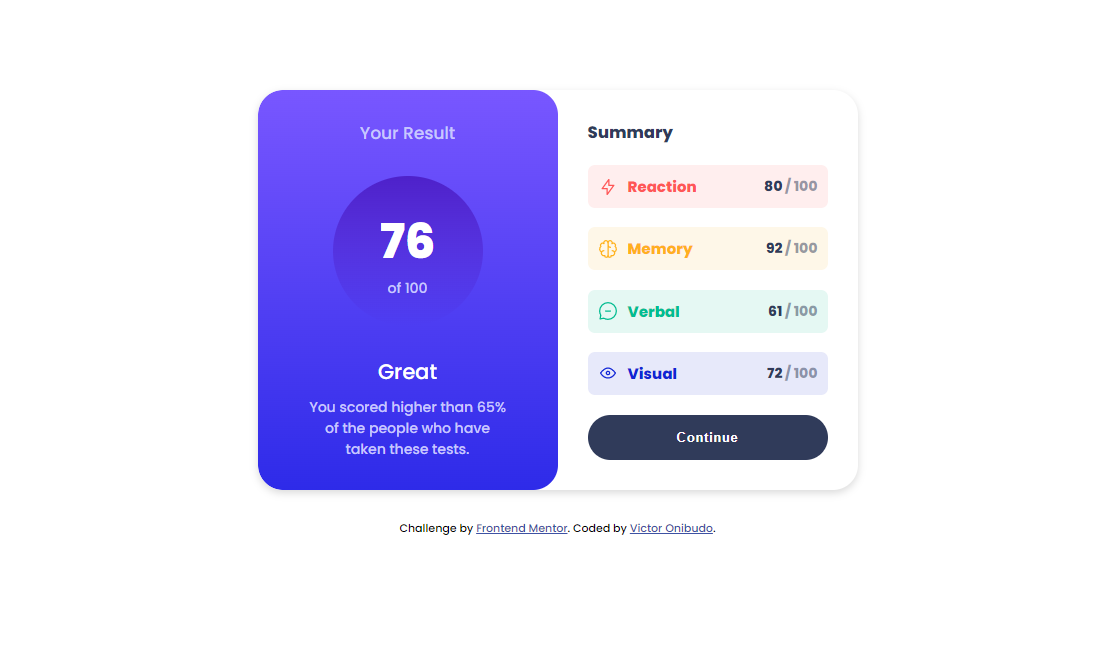 Your Result
76
of 100
Great
You scored higher than 65%
of the people who have
taken these tests.
Summary
Reaction 80 / 100
Memory 92 / 100
Verbal 61 / 100
Visual 72 / 100
Continue
Challenge by Frontend Mentor. Coded by Victor Onibudo.